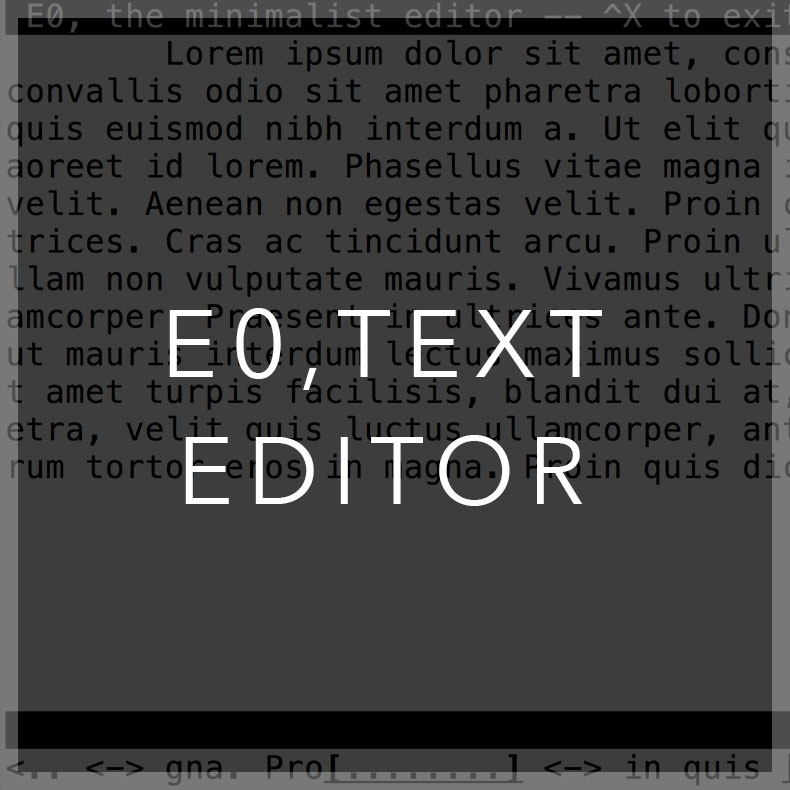 E0, the minimalist editor -- ^X to exit
Lorem ipsum dolor sit amet, cons
convallis odio sit amet pharetra loborti
quis euismod nibh interdum a. Ut elit qu
aoreet id lorem. Phasellus vitae magna
velit. Aenean non egestas velit. Proin
trices. Cras ac tincidunt arcu. Proin ul
llam non vulputate mauris. Vivamus ultri
amcorper. Praesent in ultrices ante. Don
E0,TEXT
ut mauris interdum lectus maximus sollic
t amet turpis facilisis, blandit dui at,
etra, velit quis luctus ullamcorper, ant
EDITOR
rum tortor eros in magna. Proin quis dic
<.. <-> gna. Pro[........] <-> in quis